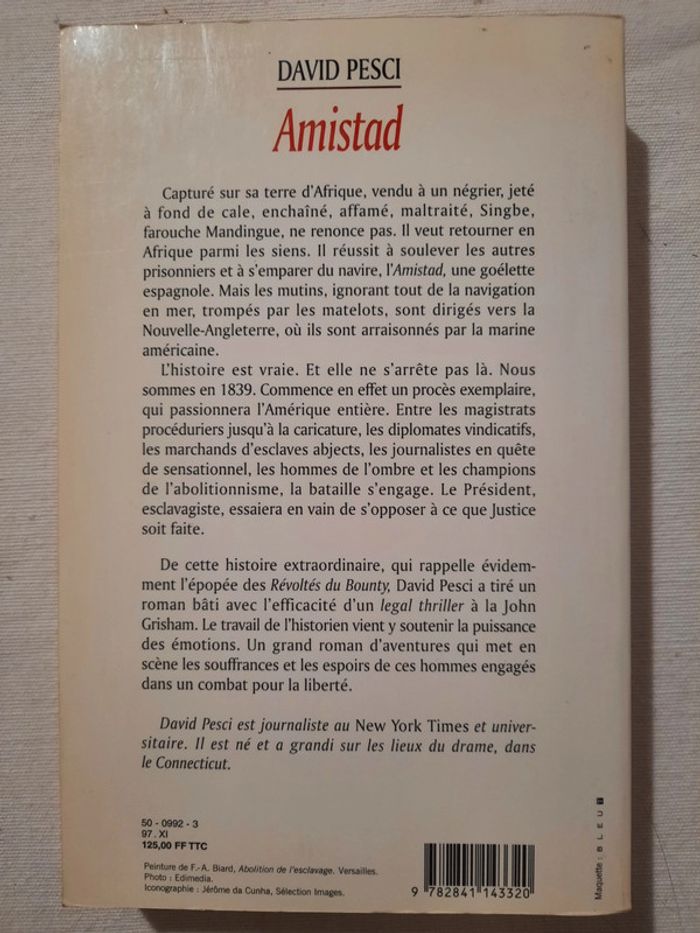 DAVID PESCI
Amistad
Capturé sur sa terre d'Afrique, vendu à un négrier, jeté
à fond de cale, enchaîné, affamé, maltraité, Singbe,
farouche Mandingue, ne renonce pas. Il veut retourner en
Afrique parmi les siens. Il réussit à soulever les autres
prisonniers et à s'emparer du navire, l'Amistad, une goélette
espagnole. Mais les mutins, ignorant tout de la navigation
en mer, trompés par les matelots, sont dirigés vers la
Nouvelle-Angleterre, où ils sont arraisonnés par la marine
américaine.
L'histoire est vraie. Et elle ne s'arrête pas là. Nous
sommes en 1839. Commence en effet un procès exemplaire,
qui passionnera l'Amérique entière. Entre les magistrats
procéduriers jusqu'à la caricature, les diplomates vindicatifs,
les marchands d'esclaves abjects, les journalistes en quête
de sensationnel, les hommes de l'ombre et les champions
de l'abolitionnisme, la bataille s'engage. Le Président,
esclavagiste, essaiera en vain de s'opposer à ce que Justice
soit faite.
De cette histoire extraordinaire, qui rappelle évidem-
ment l'épopée des Révoltés du Bounty, David Pesci a tiré un
roman bâti avec l'efficacité d'un legal thriller à la John
Grisham. Le travail de l'historien vient y soutenir la puissance
des émotions. Un grand roman d'aventures qui met en
scène les souffrances et les espoirs de ces hommes engagés
dans un combat pour la liberté.
David Pesci est journaliste au New York Times et univer-
sitaire. Il est né et a grandi sur les lieux du drame, dans
le Connecticut.
50 - 0992 - 3
97. XI
125,00 FF TTC
Peinture de F.-A. Biard, Abolition de l'esclavage. Versailles.
Photo : Edimedia.
Iconographie : Jérôme da Cunha, Sélection Images.
9 782841 143320
Maquette : BLEU T